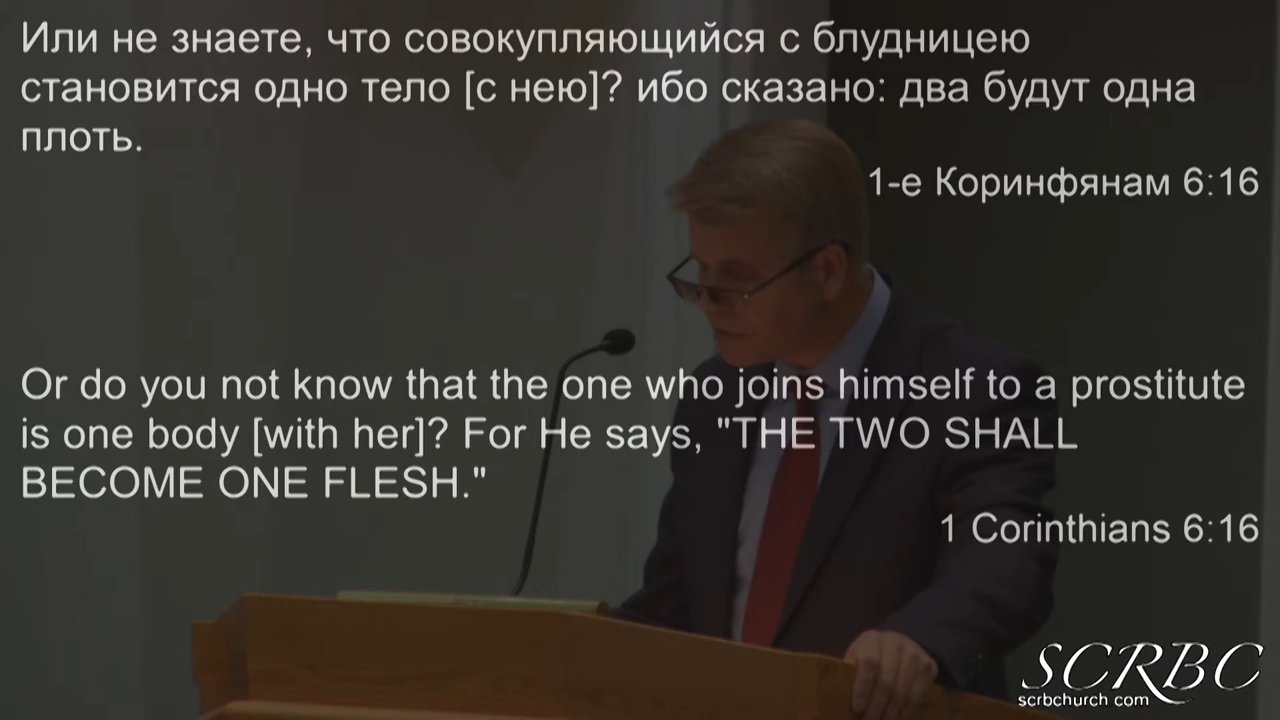 Или не знаете, что совокупляющийся с блудницею
становится одно тело [с нею]? ибо сказано: два будут одна
плоть.
1-е Коринфянам 6:16
Or do you not know that the one who joins himself to a prostitute
is one body [with her]? For He says, "THE TWO SHALL
BECOME ONE FLESH."
1 Corinthians 6:16
SCRBC
scrbchurch com